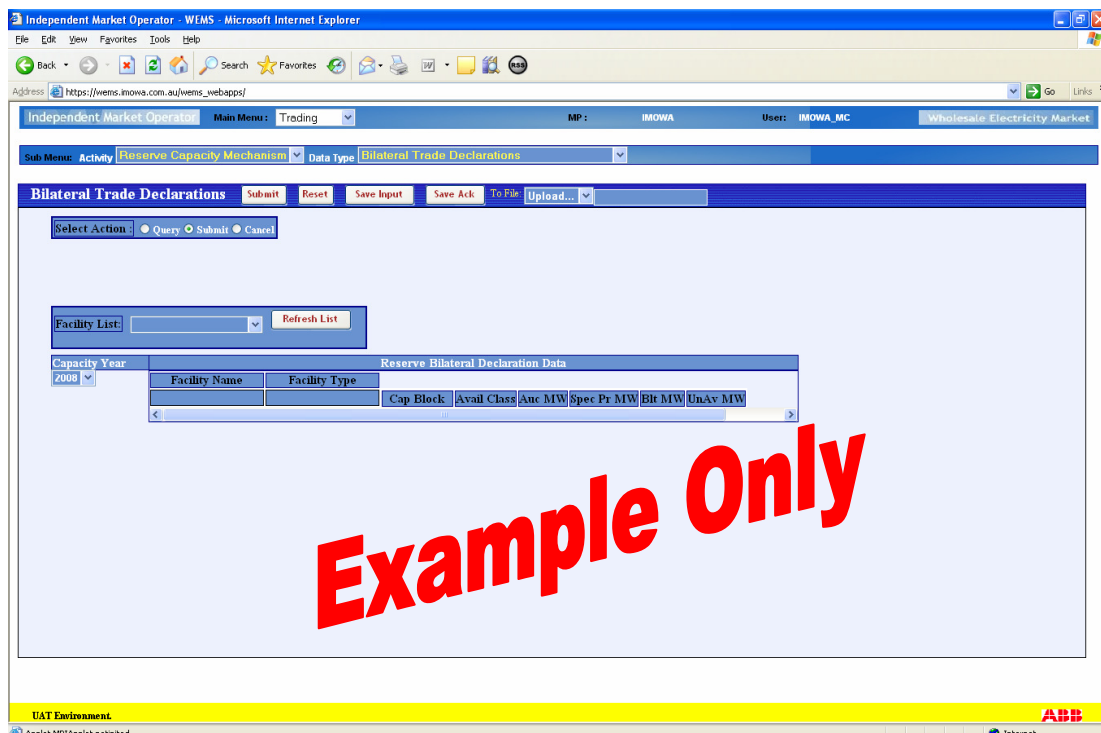 Independent Market Operator - WEMS - Microsoft Internet Explorer
File Edit View Favorites Tools Help
Back Search Favorites RSS
Address https://wems.imowa.com.au/wems_webapps/ Go Links
Independent Market Operator Main Menu : Trading MP : IMOWA User: IMOWA_MC Wholesale Electricity Market
Sub Menu: Activity Reserve Capacity Mechanism Data Type Bilateral Trade Declarations
Bilateral Trade Declarations Submit Reset Save Input Save Ack To File: Upload...
Select Action : Query Submit Cancel
Facility List: Refresh List
Capacity Year Reserve Bilateral Declaration Data
2008 Facility Name Facility Type
Cap Block Avail Class Auc MW Spec Pr MW Blt MW UnAv MW
Example Only
UAT Environment. ABB
Internet